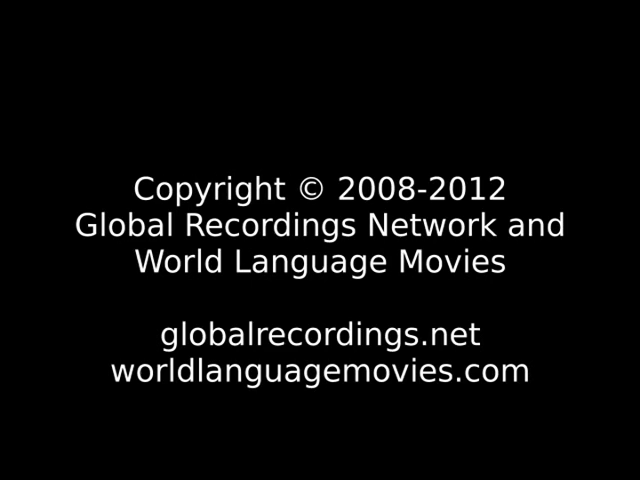 Copyright © 2008-2012
Global Recordings Network and
World Language Movies
globalrecordings.net
worldlanguagemovies.com